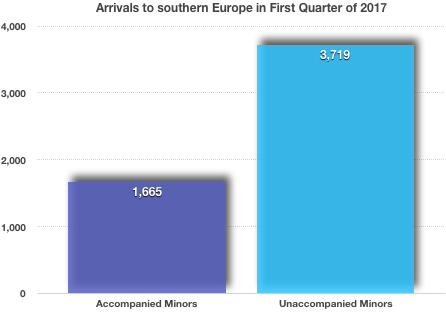 Arrivals to southern Europe in First Quarter of 2017
4,000
3,000
2,000
1,000
0
1,665
3,719
Accompanied Minors
Unaccompanied Minors